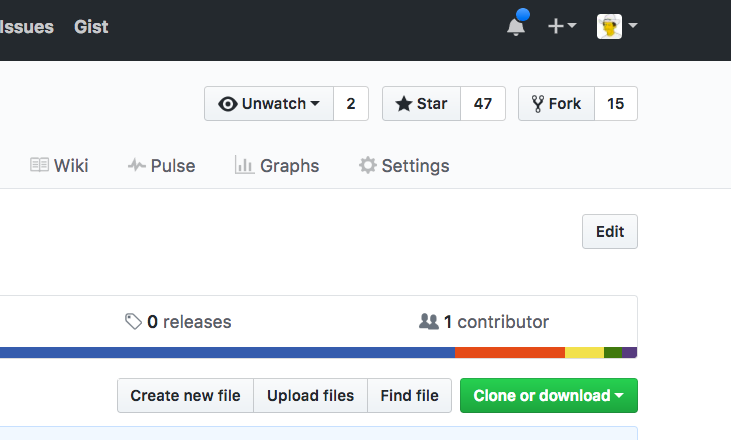 Issues Gist
Unwatch 2 Star 47 Fork 15
Wiki Pulse Graphs Settings
Edit
0 releases 1 contributor
Create new file Upload files Find file Clone or download